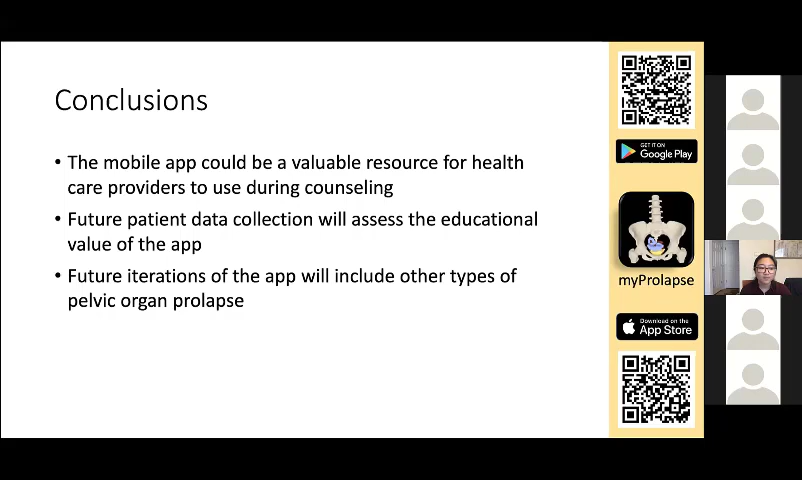 Conclusions
• The mobile app could be a valuable resource for health
care providers to use during counseling
• Future patient data collection will assess the educational
value of the app
• Future iterations of the app will include other types of
pelvic organ prolapse
GET IT ON
Google Play
myProlapse
Download on the
App Store